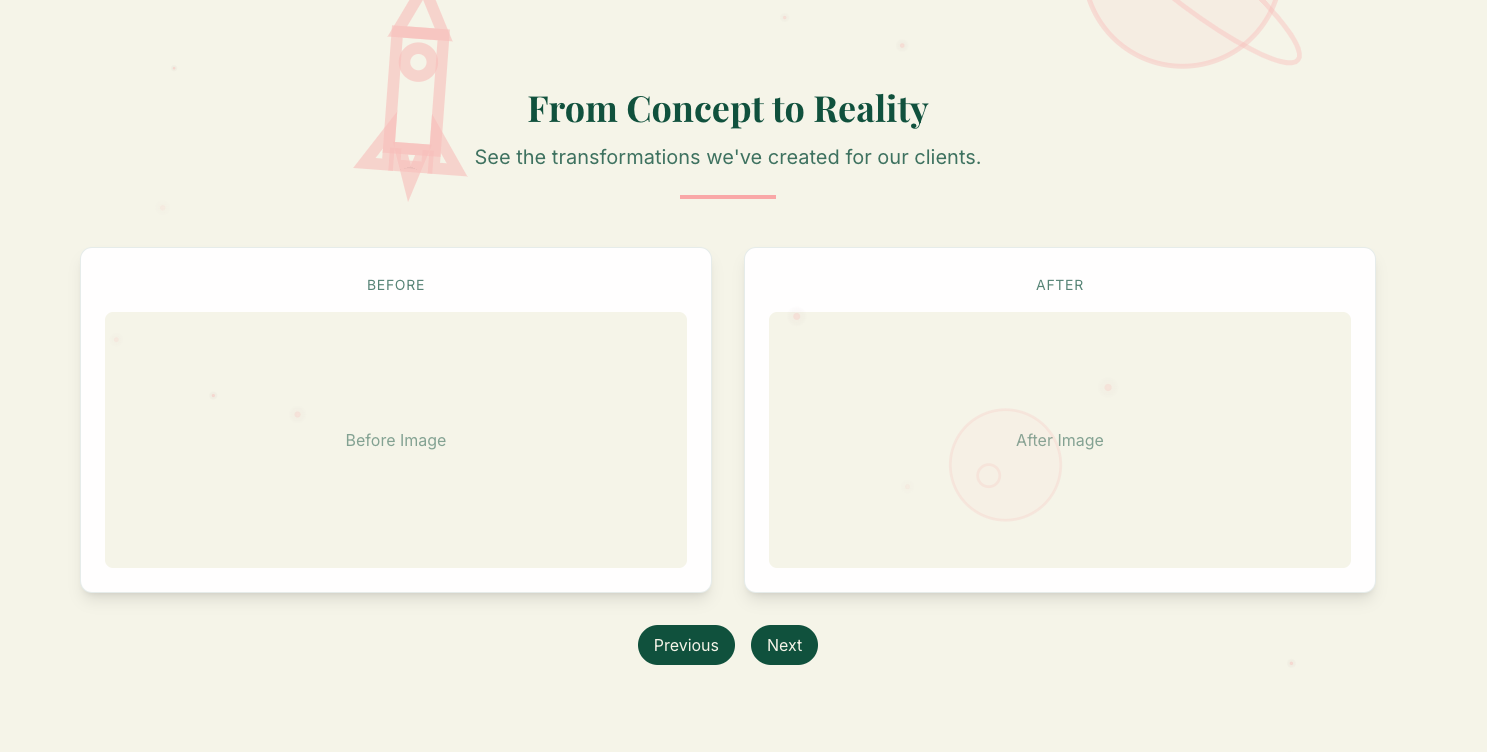 From Concept to Reality
See the transformations we've created for our clients.
BEFORE
Before Image
AFTER
After Image
Previous
Next